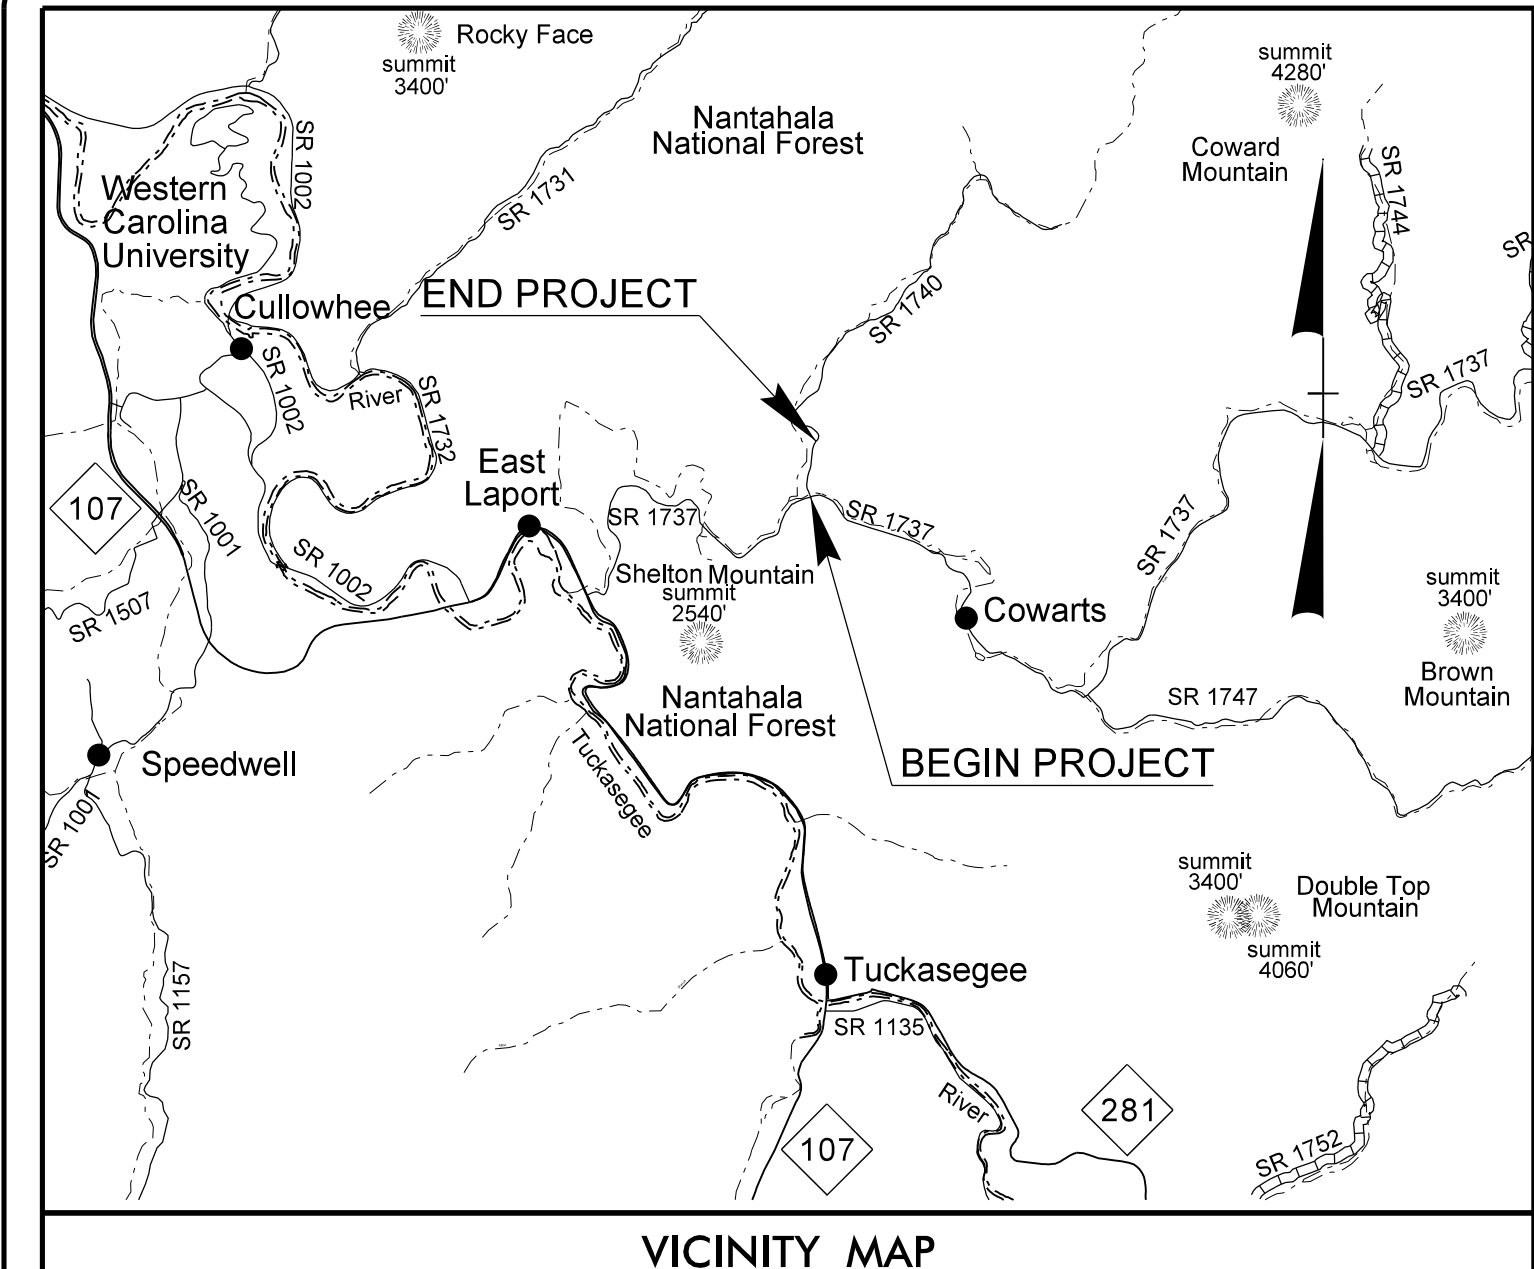 Rocky Face
summit
3400'
summit
4280'
Nantahala
National Forest
Coward
Mountain
SR 1002
SR 1731
SR 1744
SR
Western
Carolina
University
Cullowhee
END PROJECT
SR 1740
SR 1002
River
SR 1732
SR 1737
East
Laport
107
SR 1001
SR 1737
SR 1737
SR 1737
SR 1002
Shelton Mountain
summit
2540'
SR 1507
Cowarts
summit
3400'
Brown
Mountain
Nantahala
National Forest
SR 1747
Speedwell
Tuckasegee
BEGIN PROJECT
SR 1001
summit
3400'
Double Top
Mountain
summit
4060'
Tuckasegee
SR 1157
SR 1135
River
281
107
SR 1752
VICINITY MAP